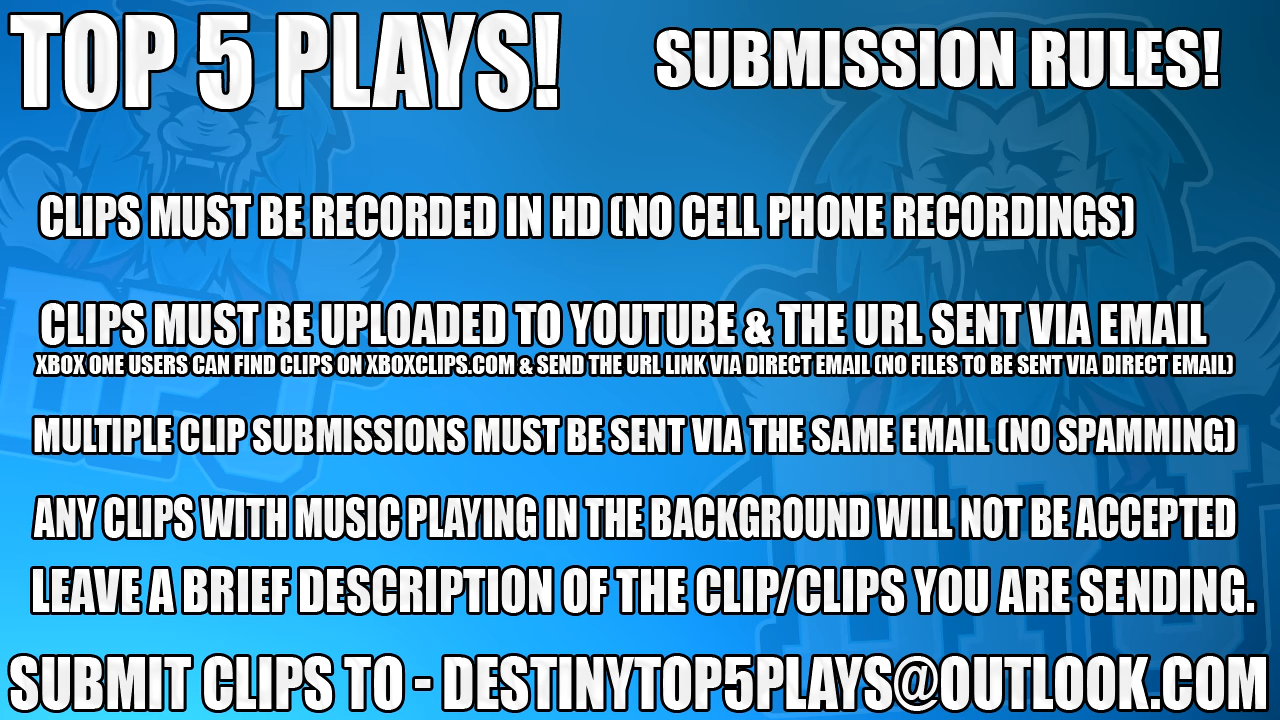 TOP 5 PLAYS!
SUBMISSION RULES!
CLIPS MUST BE RECORDED IN HD (NO CELL PHONE RECORDINGS)
CLIPS MUST BE UPLOADED TO YOUTUBE & THE URL SENT VIA EMAIL
XBOX ONE USERS CAN FIND CLIPS ON XBOXCLIPS.COM & SEND THE URL LINK VIA DIRECT EMAIL (NO FILES TO BE SENT VIA DIRECT EMAIL)
MULTIPLE CLIP SUBMISSIONS MUST BE SENT VIA THE SAME EMAIL (NO SPAMMING)
ANY CLIPS WITH MUSIC PLAYING IN THE BACKGROUND WILL NOT BE ACCEPTED
LEAVE A BRIEF DESCRIPTION OF THE CLIP/CLIPS YOU ARE SENDING.
SUBMIT CLIPS TO - DESTINYTOP5PLAYS@OUTLOOK.COM